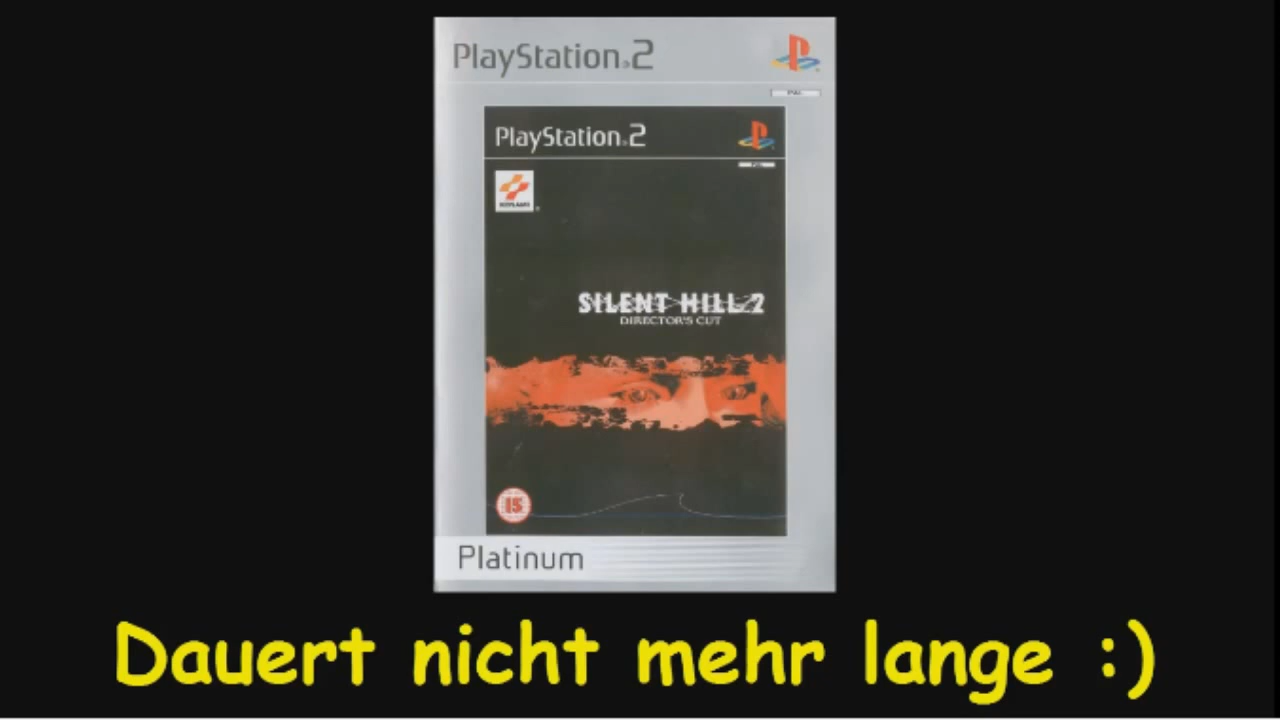 PlayStation.2
PlayStation.2
KONAMI
SILENT HILL 2
DIRECTOR'S CUT
15
Platinum
Dauert nicht mehr lange :)